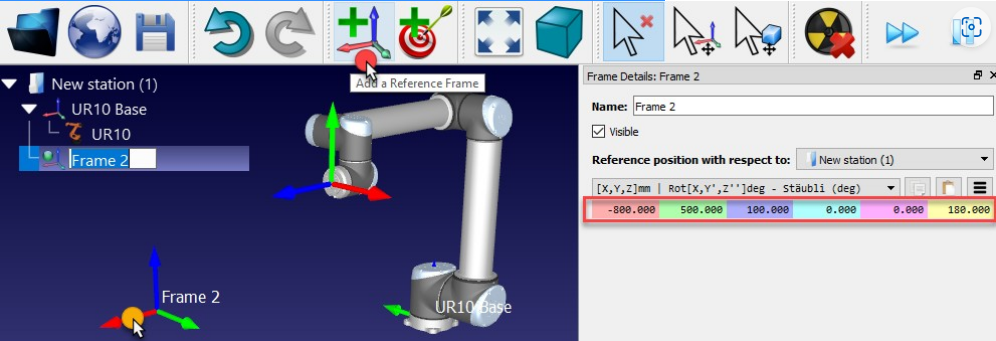 Add a Reference Frame
New station (1)
UR10 Base
UR10
Frame 2
Frame 2
UR10 Base
Frame Details: Frame 2
Name: Frame 2
Visible
Reference position with respect to: New station (1)
[X,Y,Z]mm | Rot[X,Y',Z'']deg - Stäubli (deg)
-800.000 500.000 100.000 0.000 0.000 180.000